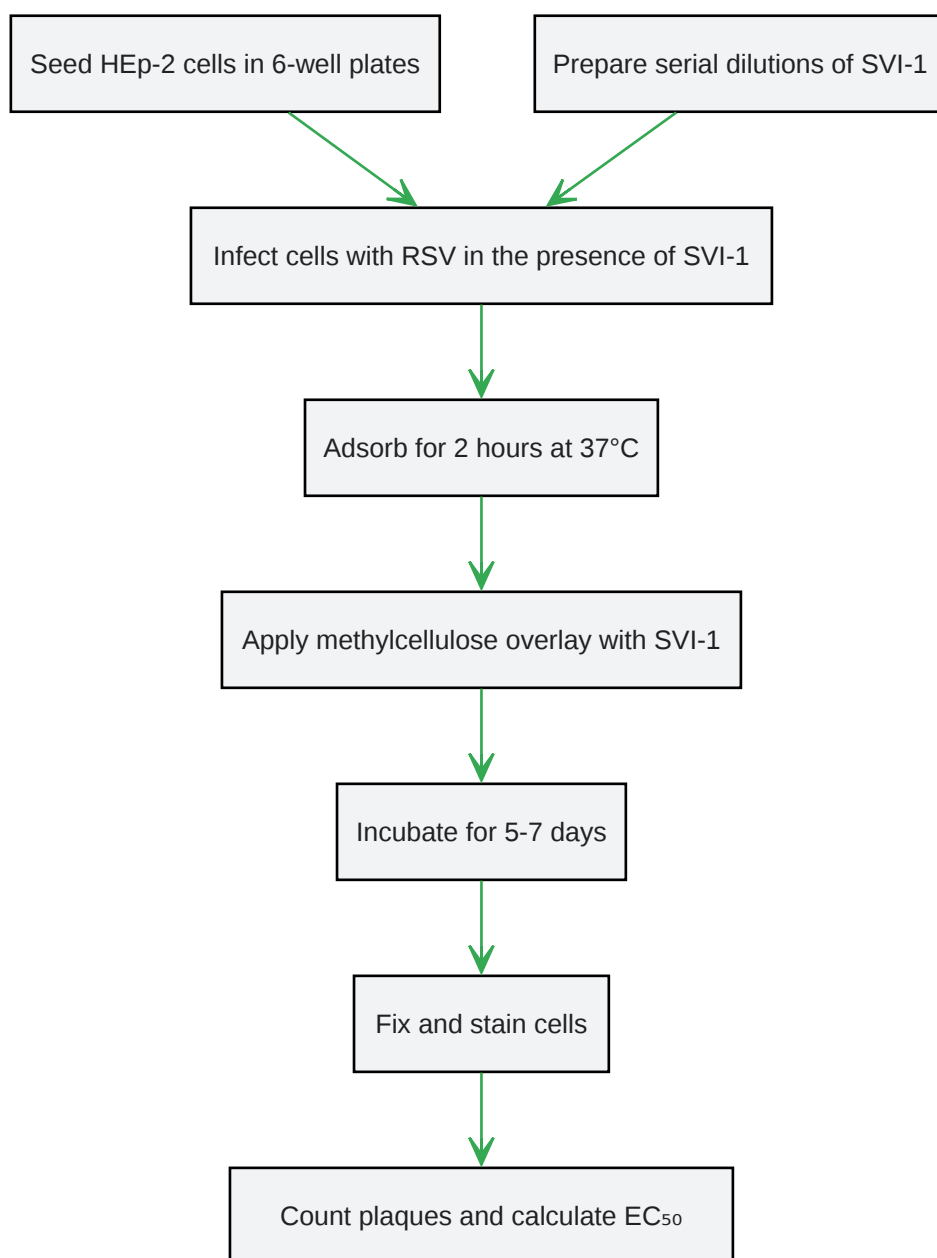 Seed HEp-2 cells in 6-well plates
Prepare serial dilutions of SVI-1
Infect cells with RSV in the presence of SVI-1
Adsorb for 2 hours at 37°C
Apply methylcellulose overlay with SVI-1
Incubate for 5-7 days
Fix and stain cells
Count plaques and calculate EC₅₀